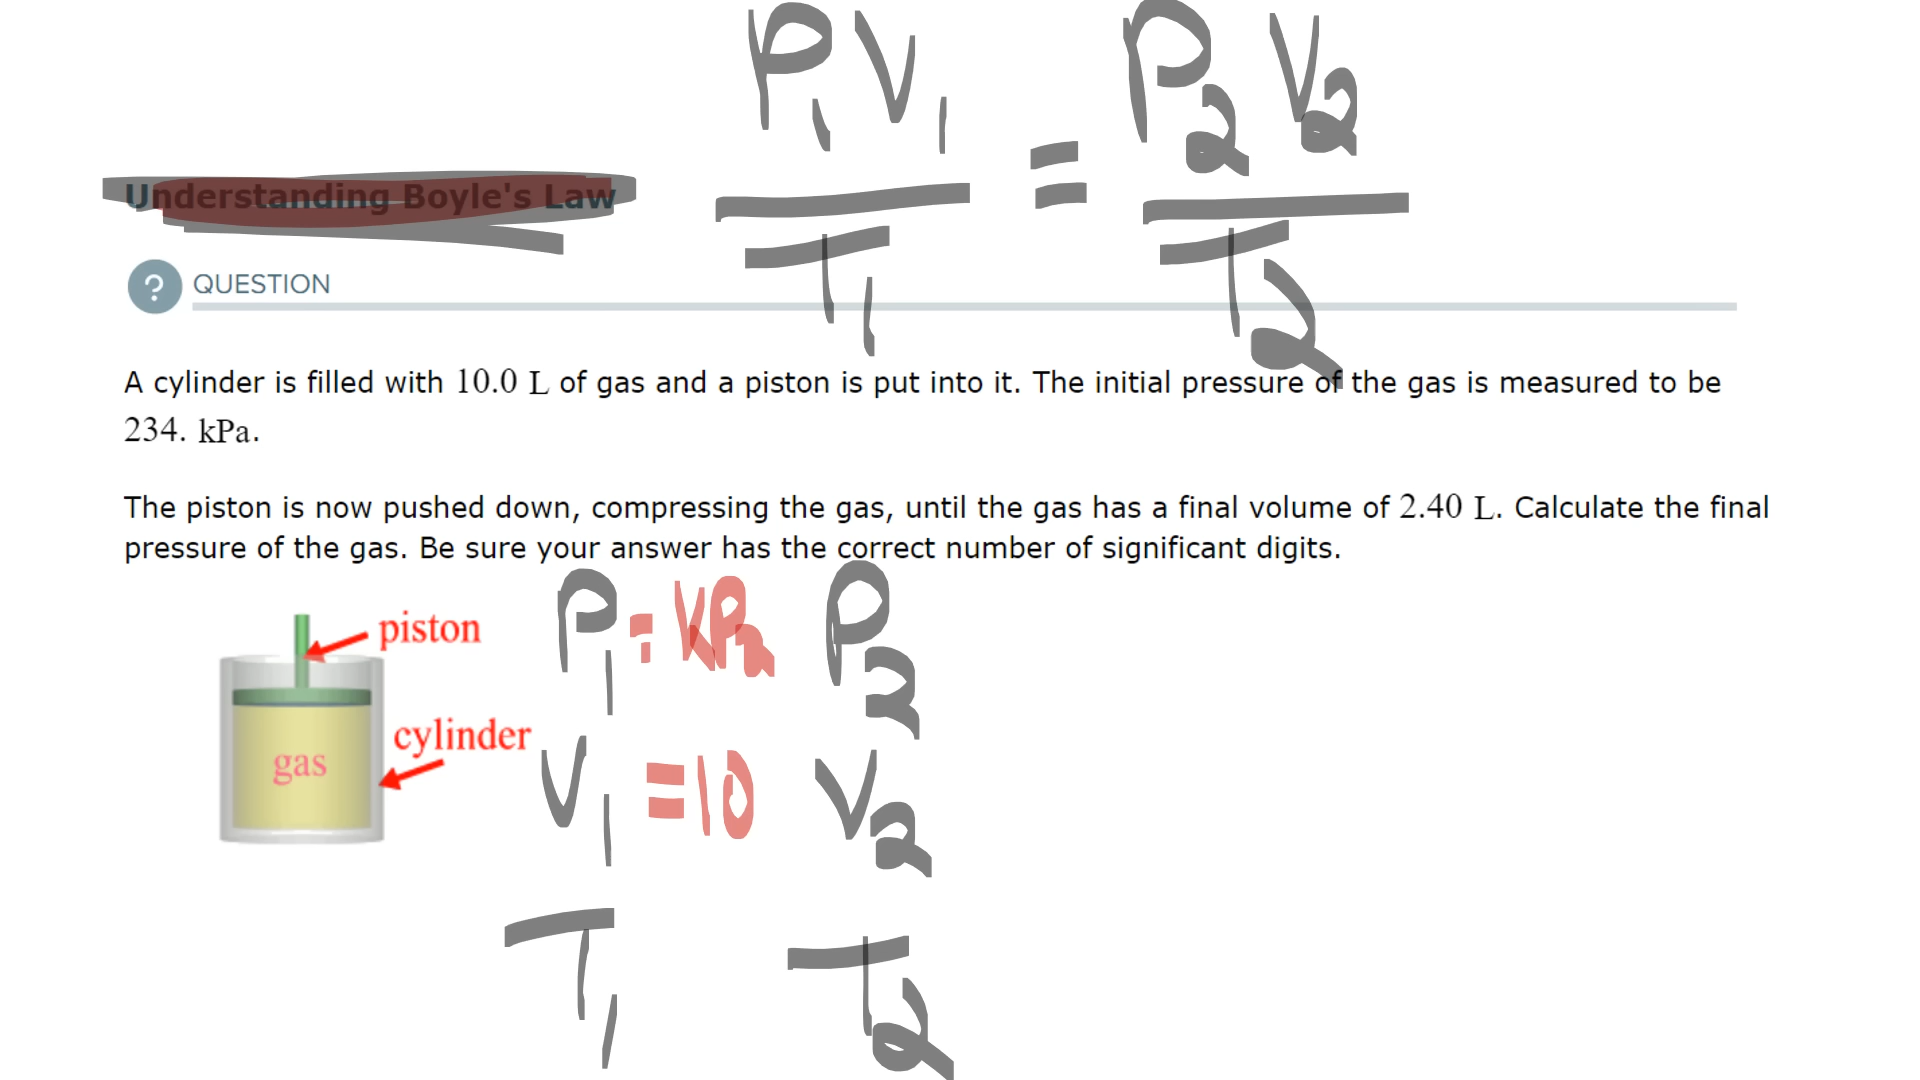 P₁V₁ = P₂V₂
T₁ T₂
Understanding Boyle's Law
? QUESTION
A cylinder is filled with 10.0 L of gas and a piston is put into it. The initial pressure of the gas is measured to be
234. kPa.
The piston is now pushed down, compressing the gas, until the gas has a final volume of 2.40 L. Calculate the final
pressure of the gas. Be sure your answer has the correct number of significant digits.
piston
cylinder
gas
P₁ = kPa P₂
V₁ = 10 V₂
T₁ T₂